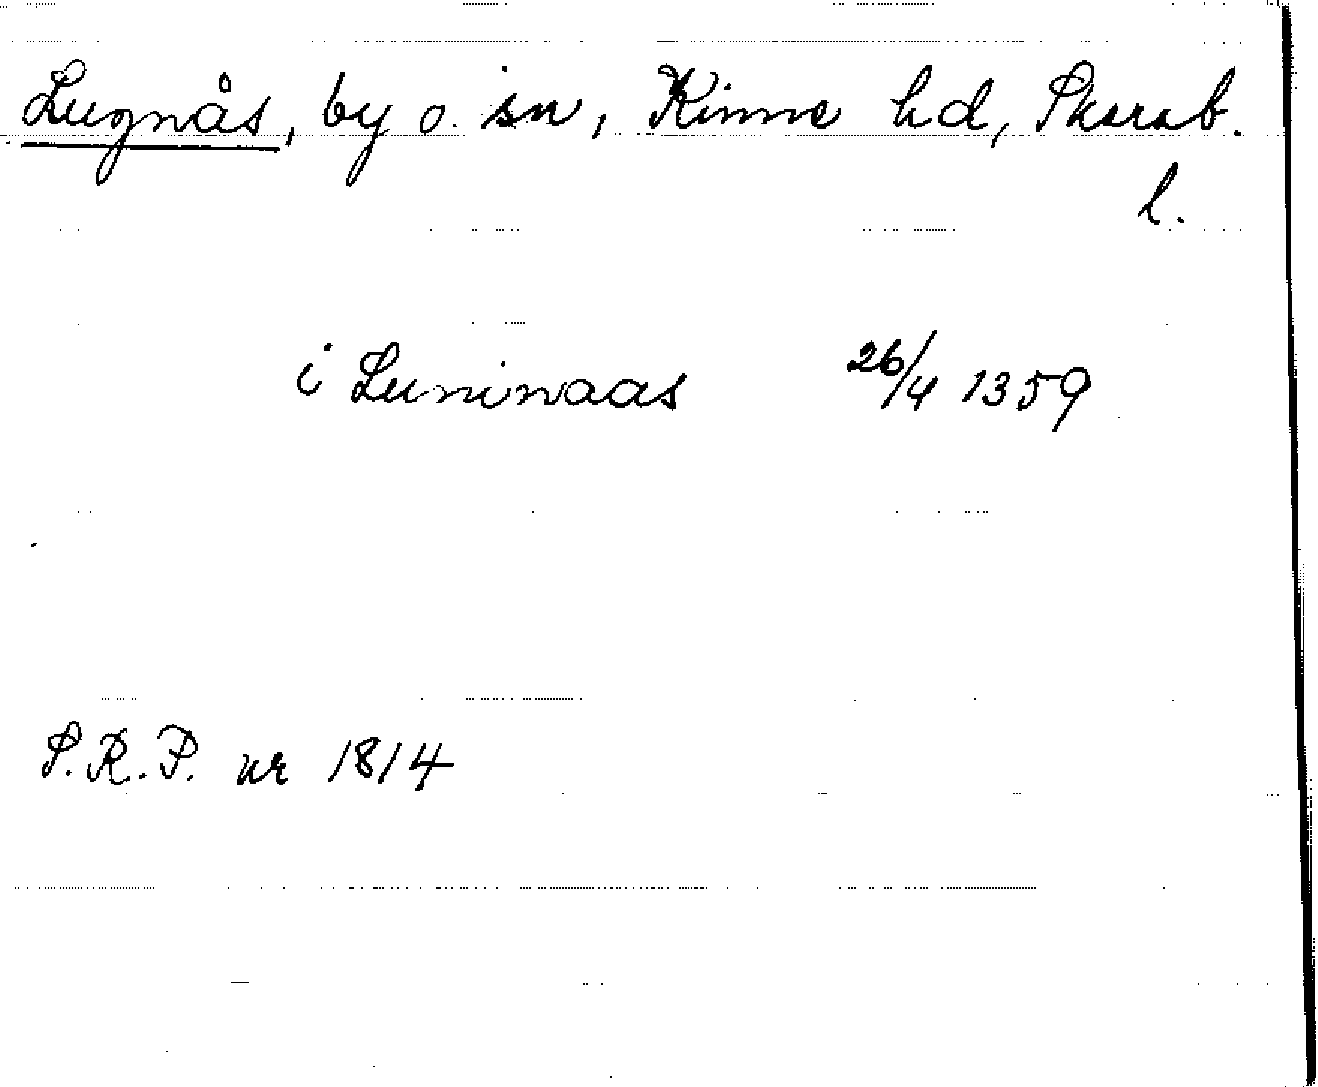 Lugnås, by o. sn, Kinne hd, Skarab.
l.
i Luninaas 26/4 1359
S.R.P. nr 1814